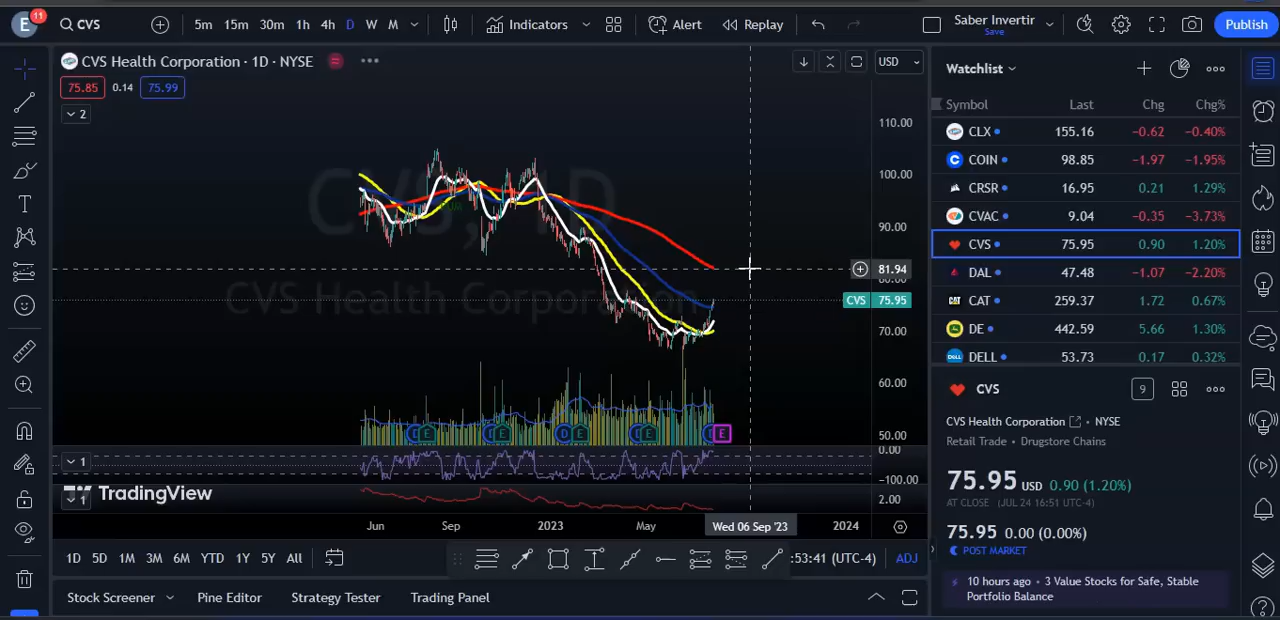 E 11 CVS 5m 15m 30m 1h 4h D W M Indicators Alert Replay Saber Invertir Save Publish
CVS Health Corporation · 1D · NYSE
75.85 0.14 75.99
2
USD
110.00
100.00
90.00
81.94
80.00
CVS 75.95
70.00
60.00
50.00
CVS, 1D
CVS Health Corporation
D E D E D E D E D E
1
0.00
−100.00
1
TradingView
2.00
Jun Sep 2023 May Wed 06 Sep '23 2024
1D 5D 1M 3M 6M YTD 1Y 5Y All :53:41 (UTC-4) ADJ
Stock Screener Pine Editor Strategy Tester Trading Panel
Watchlist
Symbol Last Chg Chg%
CLX 155.16 −0.62 −0.40%
COIN 98.85 −1.97 −1.95%
CRSR 16.95 0.21 1.29%
CVAC 9.04 −0.35 −3.73%
CVS 75.95 0.90 1.20%
DAL 47.48 −1.07 −2.20%
CAT 259.37 1.72 0.67%
DE 442.59 5.66 1.30%
DELL 53.73 0.17 0.32%
CVS 9
CVS Health Corporation · NYSE
Retail Trade · Drugstore Chains
75.95 USD 0.90 (1.20%)
AT CLOSE (JUL 24 16:51 UTC-4)
75.95 0.00 (0.00%)
POST MARKET
10 hours ago · 3 Value Stocks for Safe, Stable
Portfolio Balance